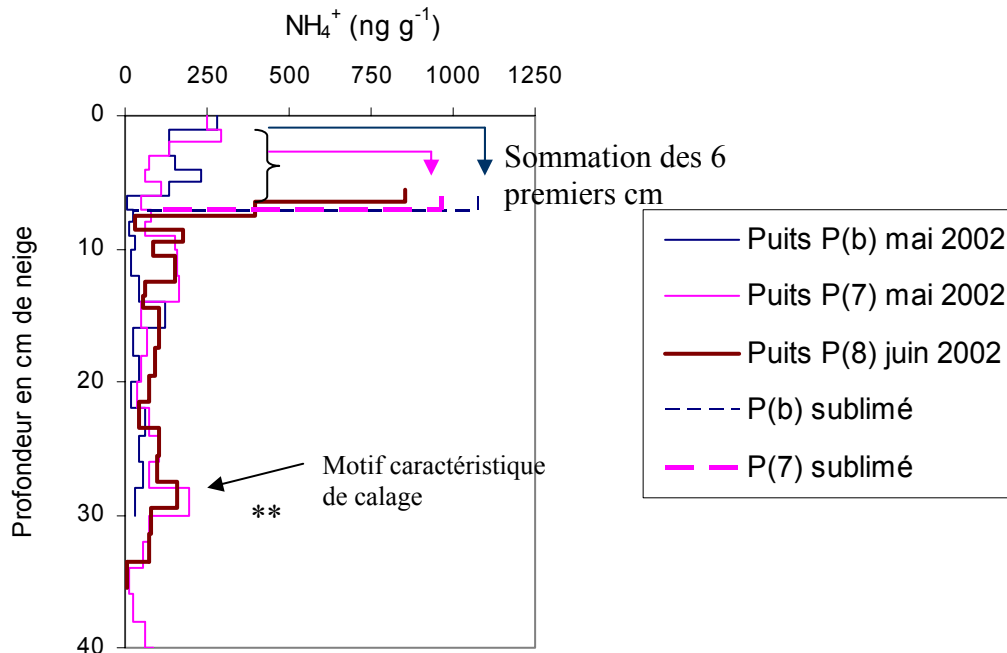 NH₄⁺ (ng g⁻¹)
0 250 500 750 1000 1250
0
10
20
30
40
Profondeur en cm de neige
Sommation des 6
premiers cm
Motif caractéristique
de calage
**
Puits P(b) mai 2002
Puits P(7) mai 2002
Puits P(8) juin 2002
P(b) sublimé
P(7) sublimé